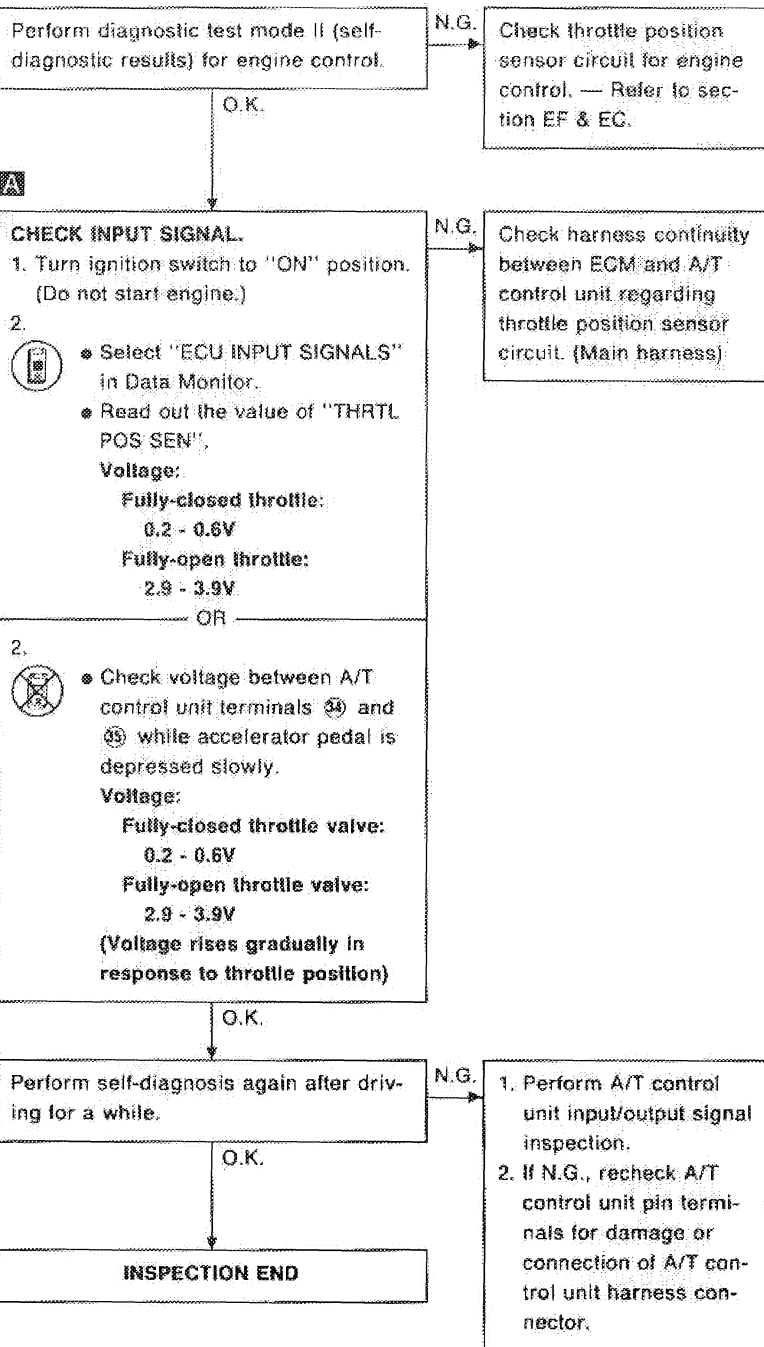 Perform diagnostic test mode II (self-
diagnostic results) for engine control.
N.G.
Check throttle position
sensor circuit for engine
control. — Refer to sec-
tion EF & EC.
O.K.
A
CHECK INPUT SIGNAL.
1. Turn ignition switch to "ON" position.
(Do not start engine.)
2.
● Select "ECU INPUT SIGNALS"
in Data Monitor.
● Read out the value of "THRTL
POS SEN".
Voltage:
Fully-closed throttle:
0.2 - 0.6V
Fully-open throttle:
2.9 - 3.9V
N.G.
Check harness continuity
between ECM and A/T
control unit regarding
throttle position sensor
circuit. (Main harness)
OR
2.
● Check voltage between A/T
control unit terminals ㉞ and
㉟ while accelerator pedal is
depressed slowly.
Voltage:
Fully-closed throttle valve:
0.2 - 0.6V
Fully-open throttle valve:
2.9 - 3.9V
(Voltage rises gradually in
response to throttle position)
O.K.
Perform self-diagnosis again after driv-
ing for a while.
N.G.
1. Perform A/T control
unit input/output signal
inspection.
2. If N.G., recheck A/T
control unit pin termi-
nals for damage or
connection of A/T con-
trol unit harness con-
nector.
O.K.
INSPECTION END